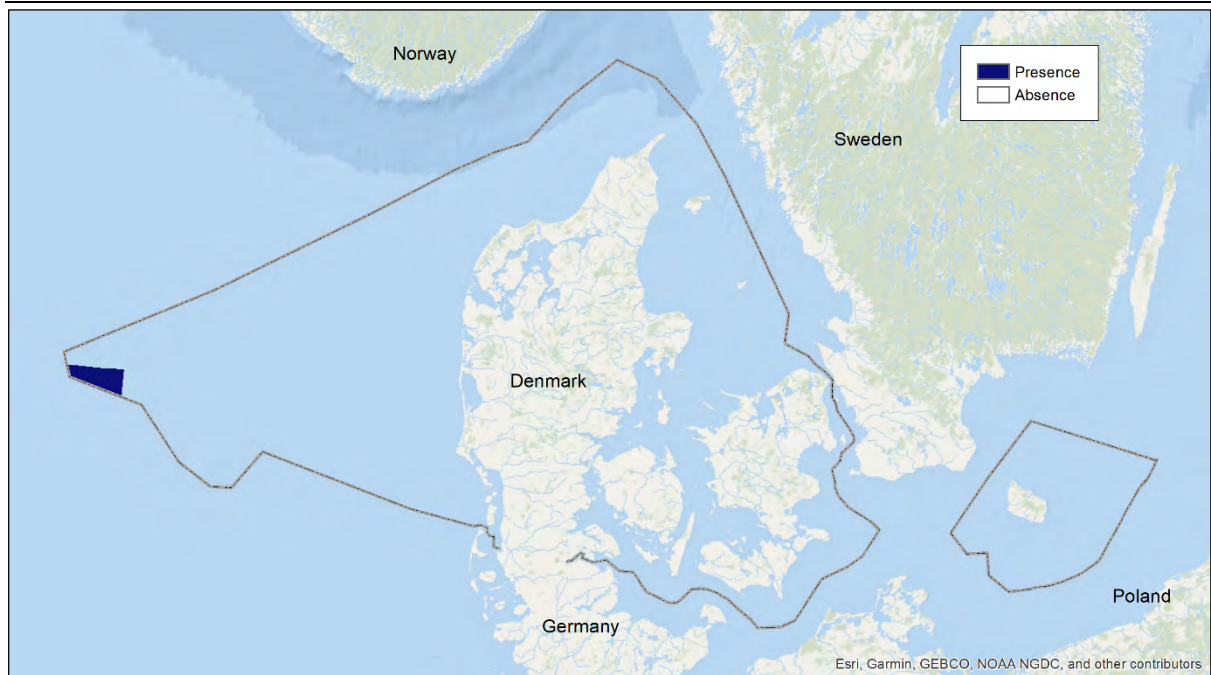 Norway
Presence
Absence
Sweden
Denmark
Poland
Germany
Esri, Garmin, GEBCO, NOAA NGDC, and other contributors